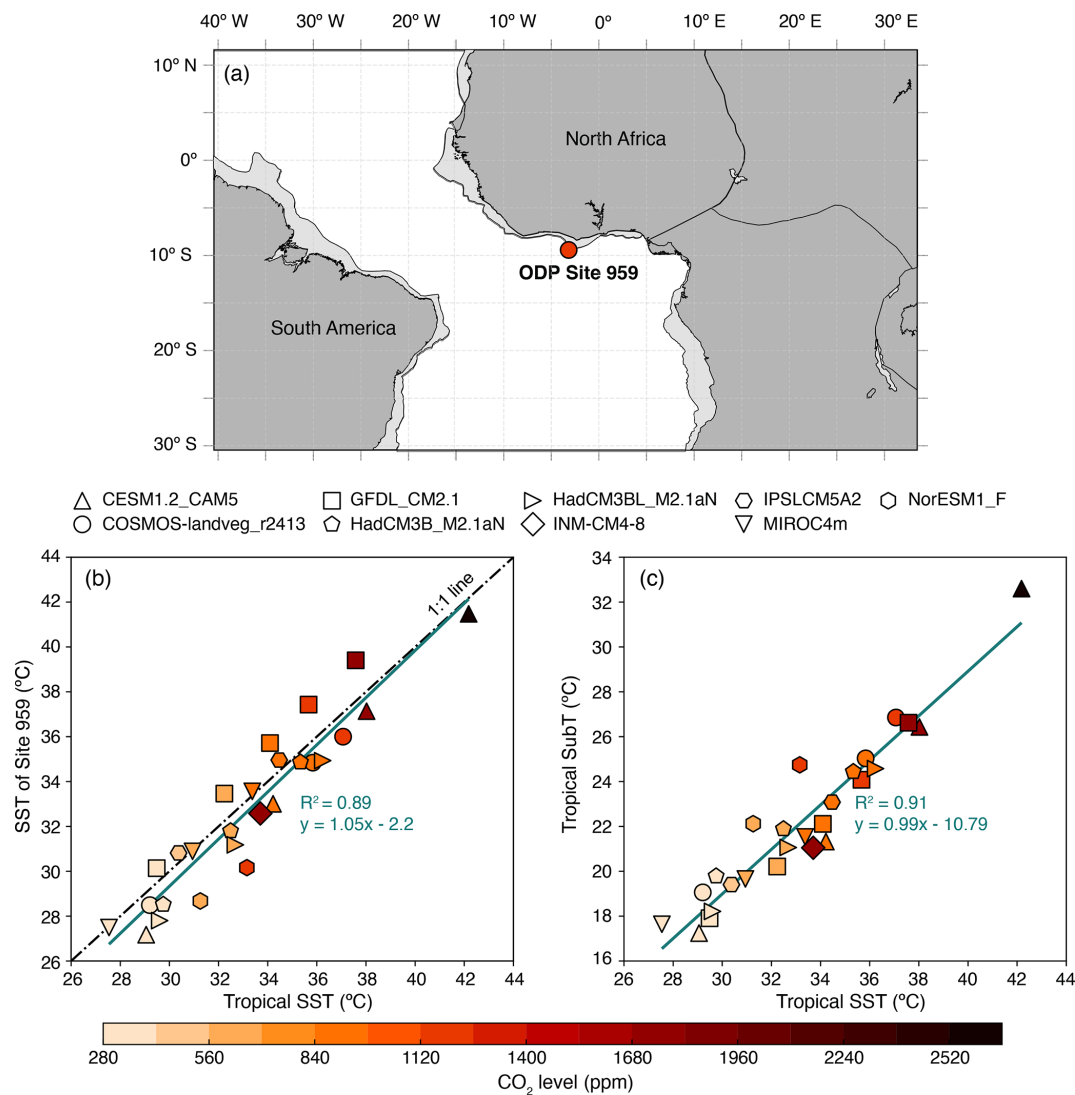 40° W 30° W 20° W 10° W 0° 10° E 20° E 30° E
(a)
10° N
0°
10° S
20° S
30° S
North Africa
ODP Site 959
South America
CESM1.2_CAM5 GFDL_CM2.1 HadCM3BL_M2.1aN IPSLCM5A2 NorESM1_F
COSMOS-landveg_r2413 HadCM3B_M2.1aN INM-CM4-8 MIROC4m
(b)
1:1 line
44
42
40
38
36
34
32
30
28
26
SST of Site 959 (°C)
R² = 0.89
y = 1.05x - 2.2
26 28 30 32 34 36 38 40 42 44
Tropical SST (°C)
(c)
34
32
30
28
26
24
22
20
18
16
Tropical SubT (°C)
R² = 0.91
y = 0.99x - 10.79
26 28 30 32 34 36 38 40 42 44
Tropical SST (°C)
280 560 840 1120 1400 1680 1960 2240 2520
CO₂ level (ppm)